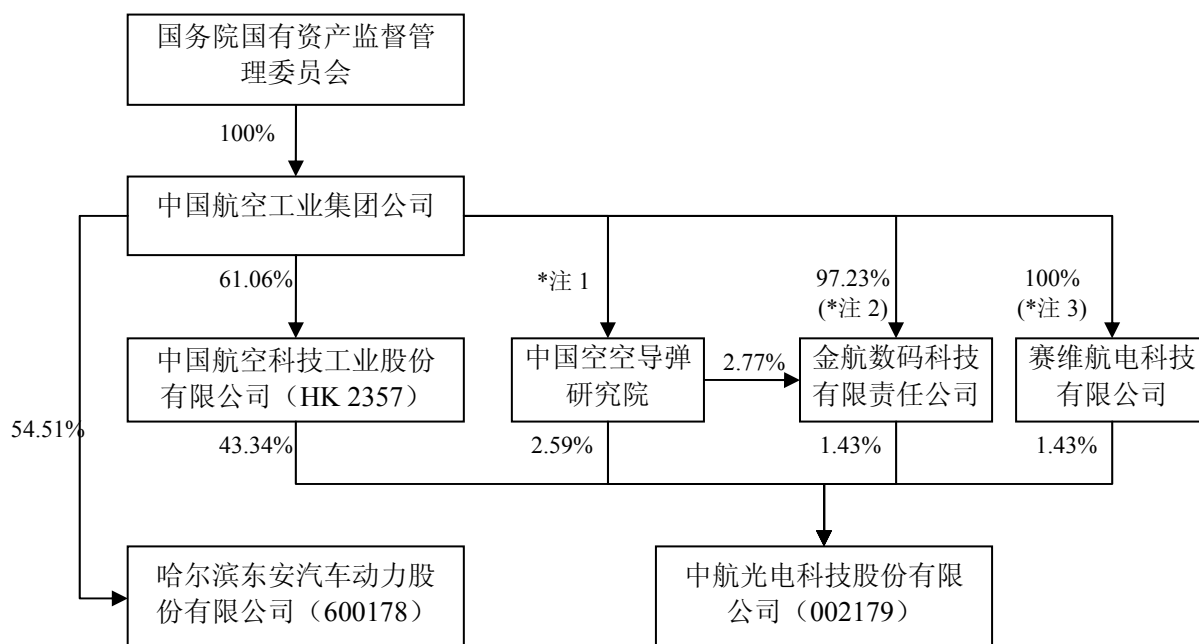 国务院国有资产监督管
理委员会
100%
中国航空工业集团公司
61.06%
*注 1
97.23%
(*注 2)
100%
(*注 3)
中国航空科技工业股份
有限公司（HK 2357）
中国空空导弹
研究院
2.77%
金航数码科技
有限责任公司
赛维航电科技
有限公司
54.51%
43.34%
2.59%
1.43%
1.43%
哈尔滨东安汽车动力股
份有限公司（600178）
中航光电科技股份有限
公司（002179）